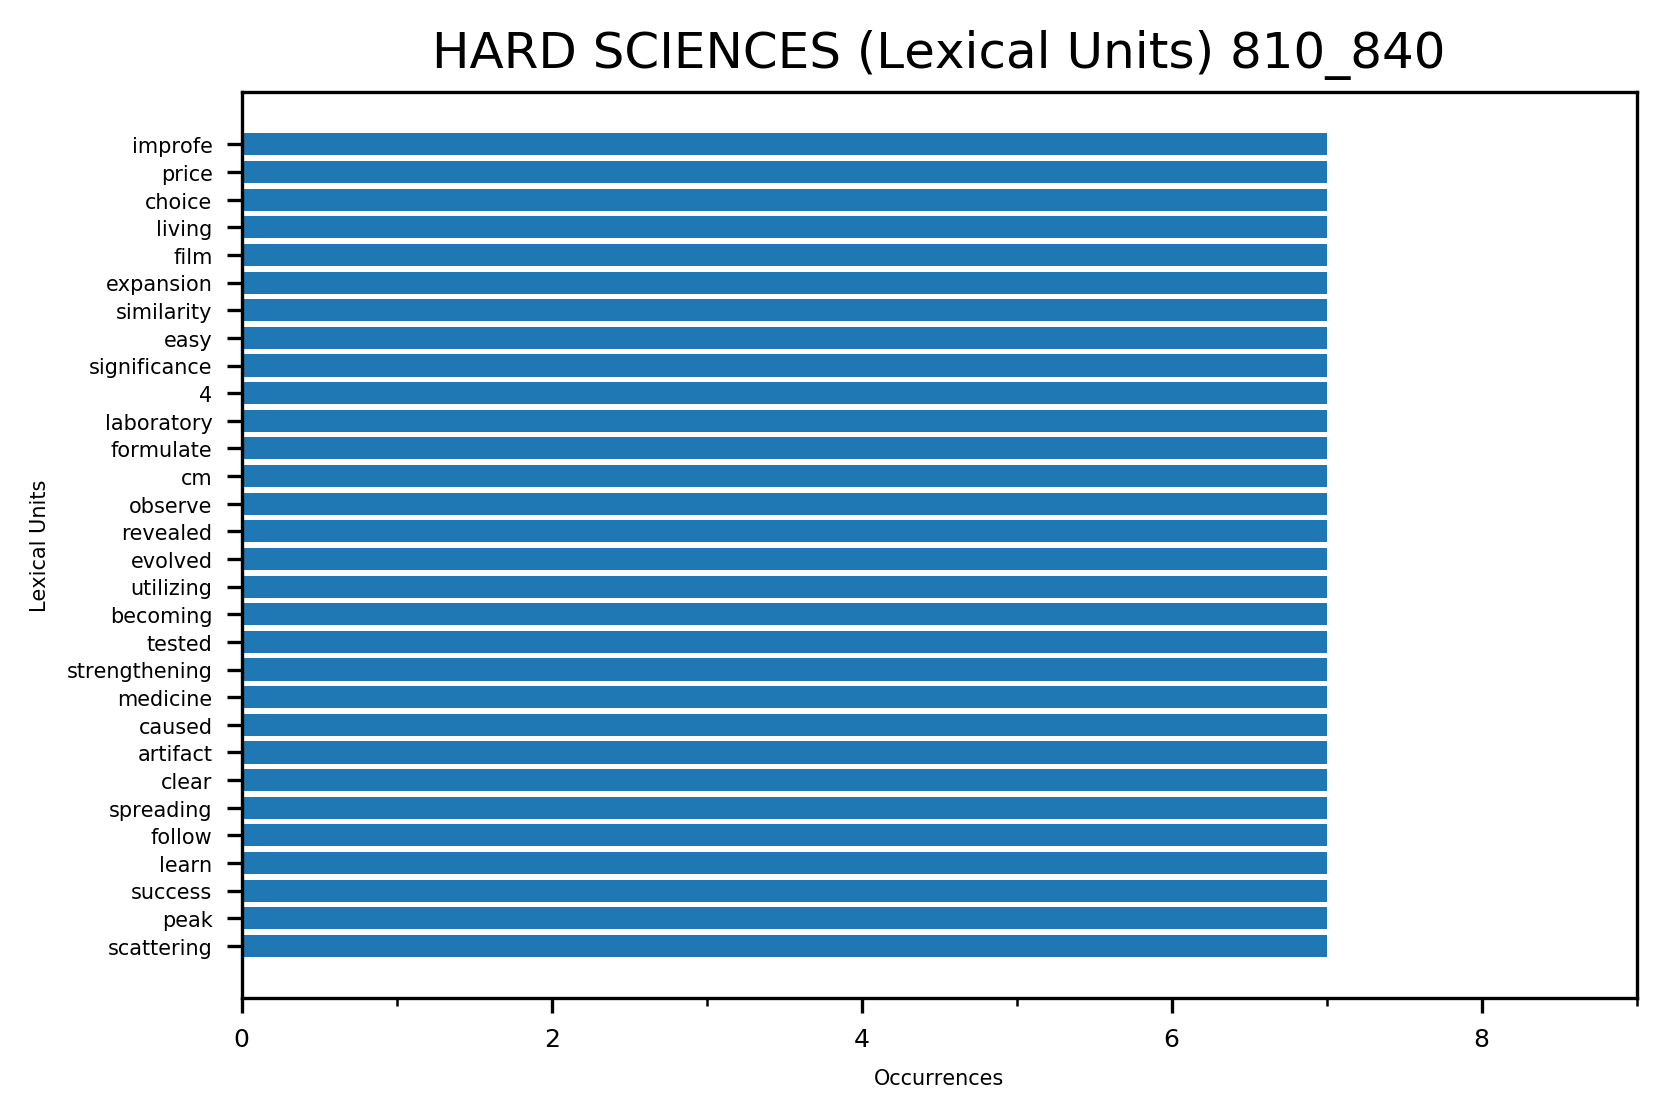 HARD SCIENCES (Lexical Units) 810_840
improfe
price
choice
living
film
expansion
similarity
easy
significance
4
laboratory
formulate
cm
observe
revealed
evolved
utilizing
becoming
tested
strengthening
medicine
caused
artifact
clear
spreading
follow
learn
success
peak
scattering
Lexical Units
0 2 4 6 8
Occurrences